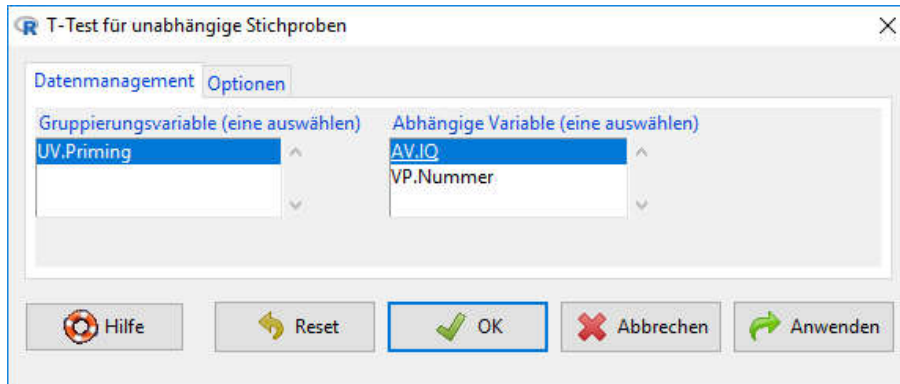 T-Test für unabhängige Stichproben
Datenmanagement Optionen
Gruppierungsvariable (eine auswählen) Abhängige Variable (eine auswählen)
UV.Priming AV.IQ
VP.Nummer
Hilfe Reset OK Abbrechen Anwenden